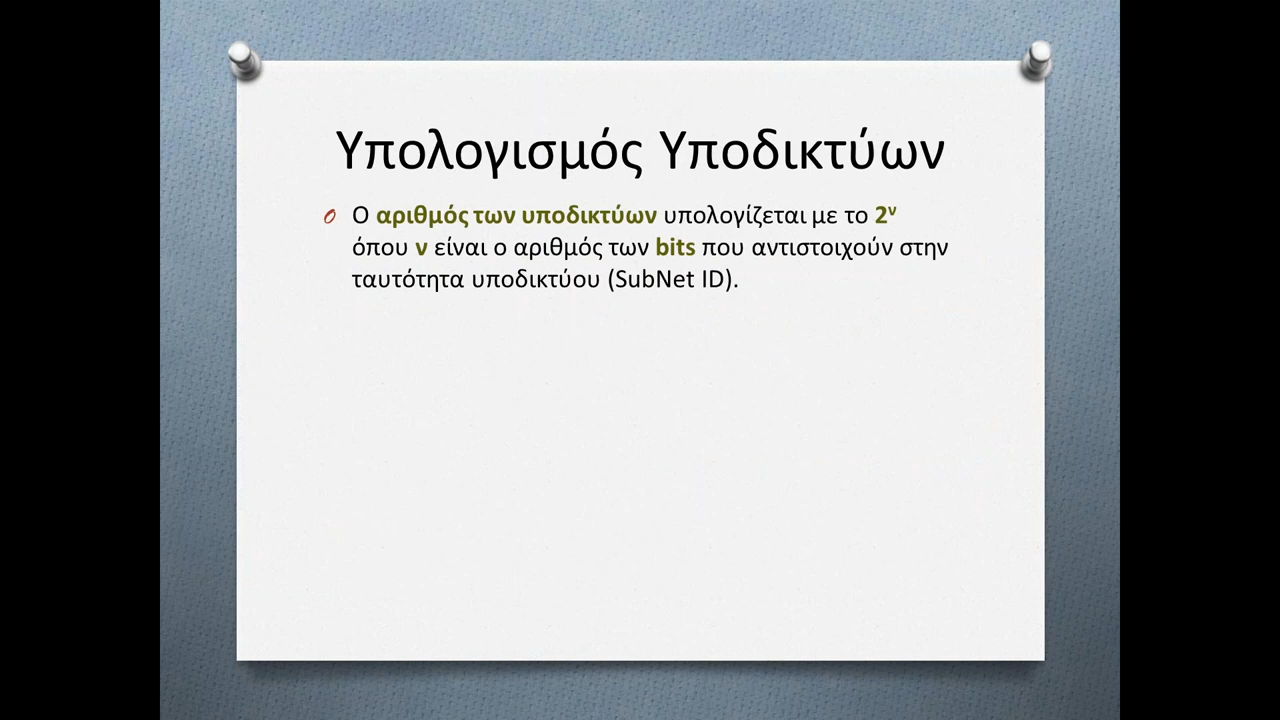 Υπολογισμός Υποδικτύων
Ο αριθμός των υποδικτύων υπολογίζεται με το 2ᵛ
όπου ν είναι ο αριθμός των bits που αντιστοιχούν στην
ταυτότητα υποδικτύου (SubNet ID).